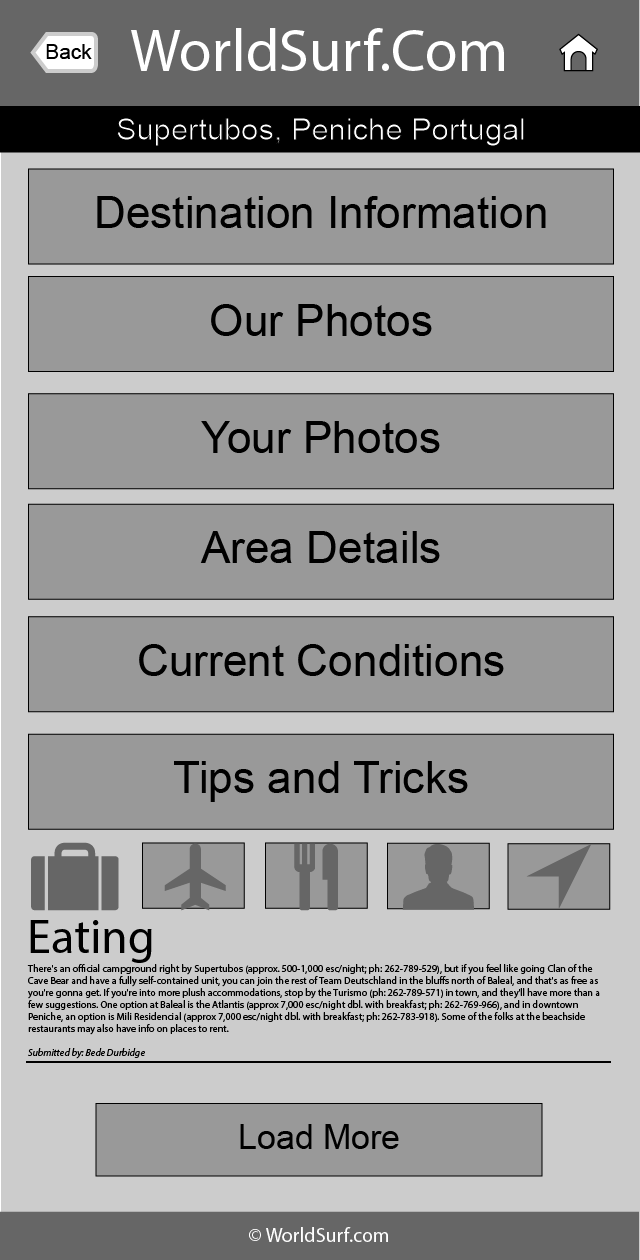 Back
WorldSurf.Com
Supertubos, Peniche Portugal
Destination Information
Our Photos
Your Photos
Area Details
Current Conditions
Tips and Tricks
Eating
There's an official campground right by Supertubos (approx. 500-1,000 esc/night; ph: 262-789-529), but if you feel like going Clan of the
Cave Bear and have a fully self-contained unit, you can join the rest of Team Deutschland in the bluffs north of Baleal, and that's as free as
you're gonna get. If you're into more plush accommodations, stop by the Turismo (ph: 262-789-571) in town, and they'll have more than a
few suggestions. One option at Baleal is the Atlantis (approx 7,000 esc/night dbl. with breakfast; ph: 262-769-966), and in downtown
Peniche, an option is Mili Residencial (approx 7,000 esc/night dbl. with breakfast; ph: 262-783-918). Some of the folks at the beachside
restaurants may also have info on places to rent.
Submitted by: Bede Durbidge
Load More
© WorldSurf.com